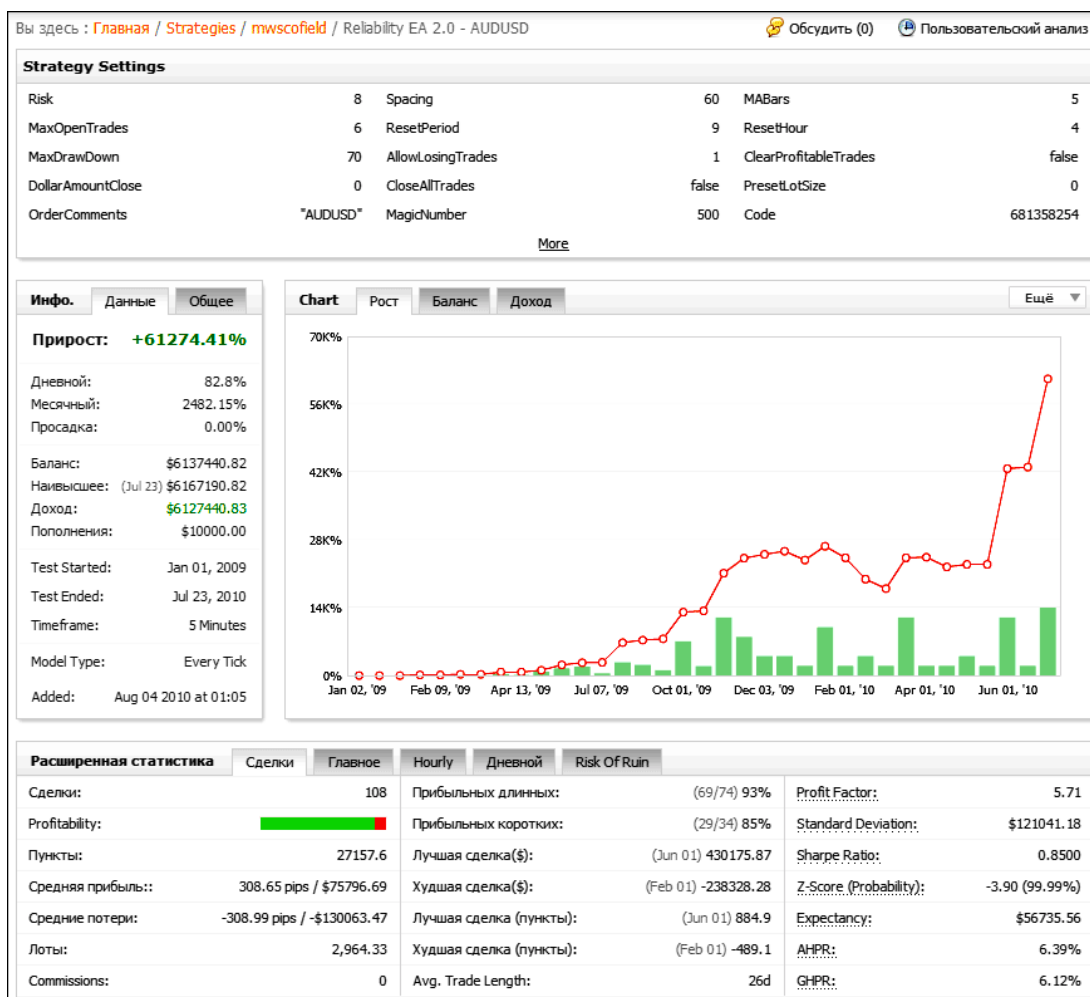 Вы здесь : Главная / Strategies / mwscofield / Reliability EA 2.0 - AUDUSD Обсудить (0) Пользовательский анализ
Strategy Settings
Risk 8 Spacing 60 MABars 5
MaxOpenTrades 6 ResetPeriod 9 ResetHour 4
MaxDrawDown 70 AllowLosingTrades 1 ClearProfitableTrades false
DollarAmountClose 0 CloseAllTrades false PresetLotSize 0
OrderComments "AUDUSD" MagicNumber 500 Code 681358254
More
Инфо. Данные Общее
Прирост: +61274.41%
Дневной: 82.8%
Месячный: 2482.15%
Просадка: 0.00%
Баланс: $6137440.82
Наивысшее: (Jul 23) $6167190.82
Доход: $6127440.83
Пополнения: $10000.00
Test Started: Jan 01, 2009
Test Ended: Jul 23, 2010
Timeframe: 5 Minutes
Model Type: Every Tick
Added: Aug 04 2010 at 01:05
Chart Рост Баланс Доход Ещё
70K%
56K%
42K%
28K%
14K%
0%
Jan 02, '09 Feb 09, '09 Apr 13, '09 Jul 07, '09 Oct 01, '09 Dec 03, '09 Feb 01, '10 Apr 01, '10 Jun 01, '10
Расширенная статистика Сделки Главное Hourly Дневной Risk Of Ruin
Сделки: 108 Прибыльных длинных: (69/74) 93% Profit Factor: 5.71
Profitability: Прибыльных коротких: (29/34) 85% Standard Deviation: $121041.18
Пункты: 27157.6 Лучшая сделка($): (Jun 01) 430175.87 Sharpe Ratio: 0.8500
Средняя прибыль:: 308.65 pips / $75796.69 Худшая сделка($): (Feb 01) -238328.28 Z-Score (Probability): -3.90 (99.99%)
Средние потери: -308.99 pips / -$130063.47 Лучшая сделка (пункты): (Jun 01) 884.9 Expectancy: $56735.56
Лоты: 2,964.33 Худшая сделка (пункты): (Feb 01) -489.1 AHPR: 6.39%
Commissions: 0 Avg. Trade Length: 26d GHPR: 6.12%